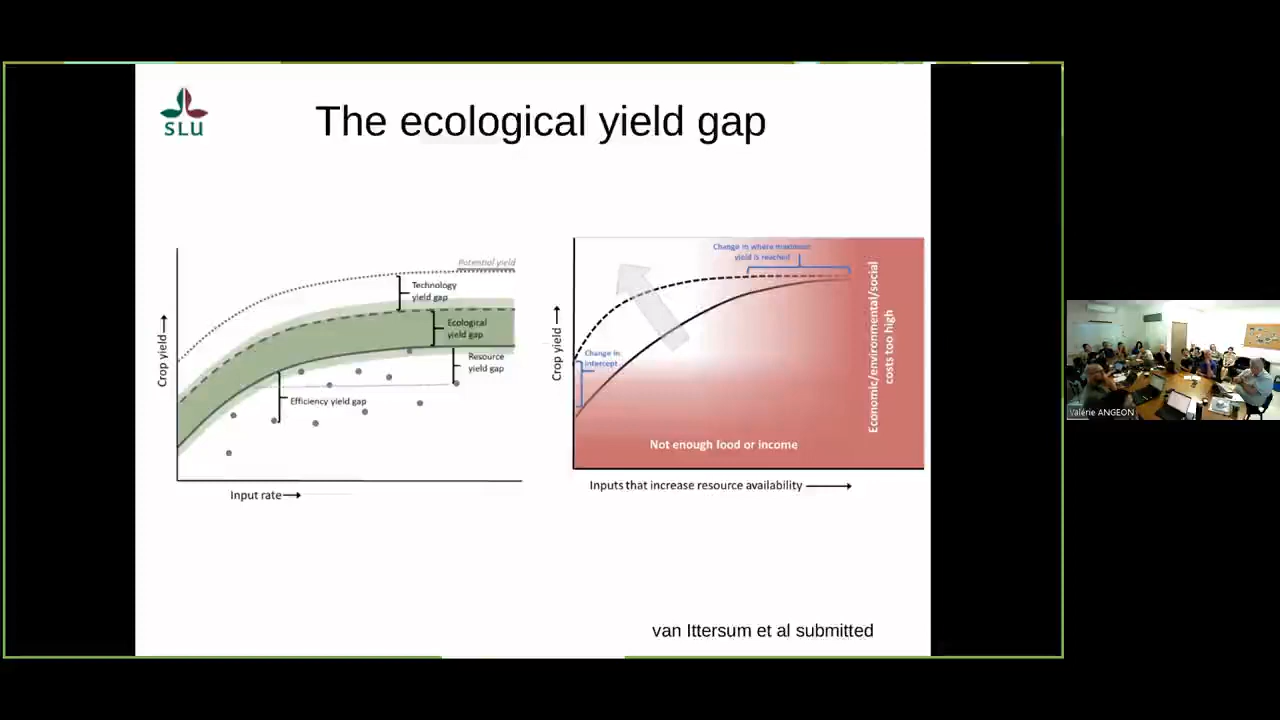 SLU
The ecological yield gap
Potential yield
Technology
yield gap
Ecological
yield gap
Resource
yield gap
Efficiency yield gap
Crop yield
Input rate
Change in where maximum
yield is reached
Change in
intercept
Crop yield
Economic/environmental/social
costs too high
Not enough food or income
Inputs that increase resource availability
van Ittersum et al submitted
Valérie ANGEON